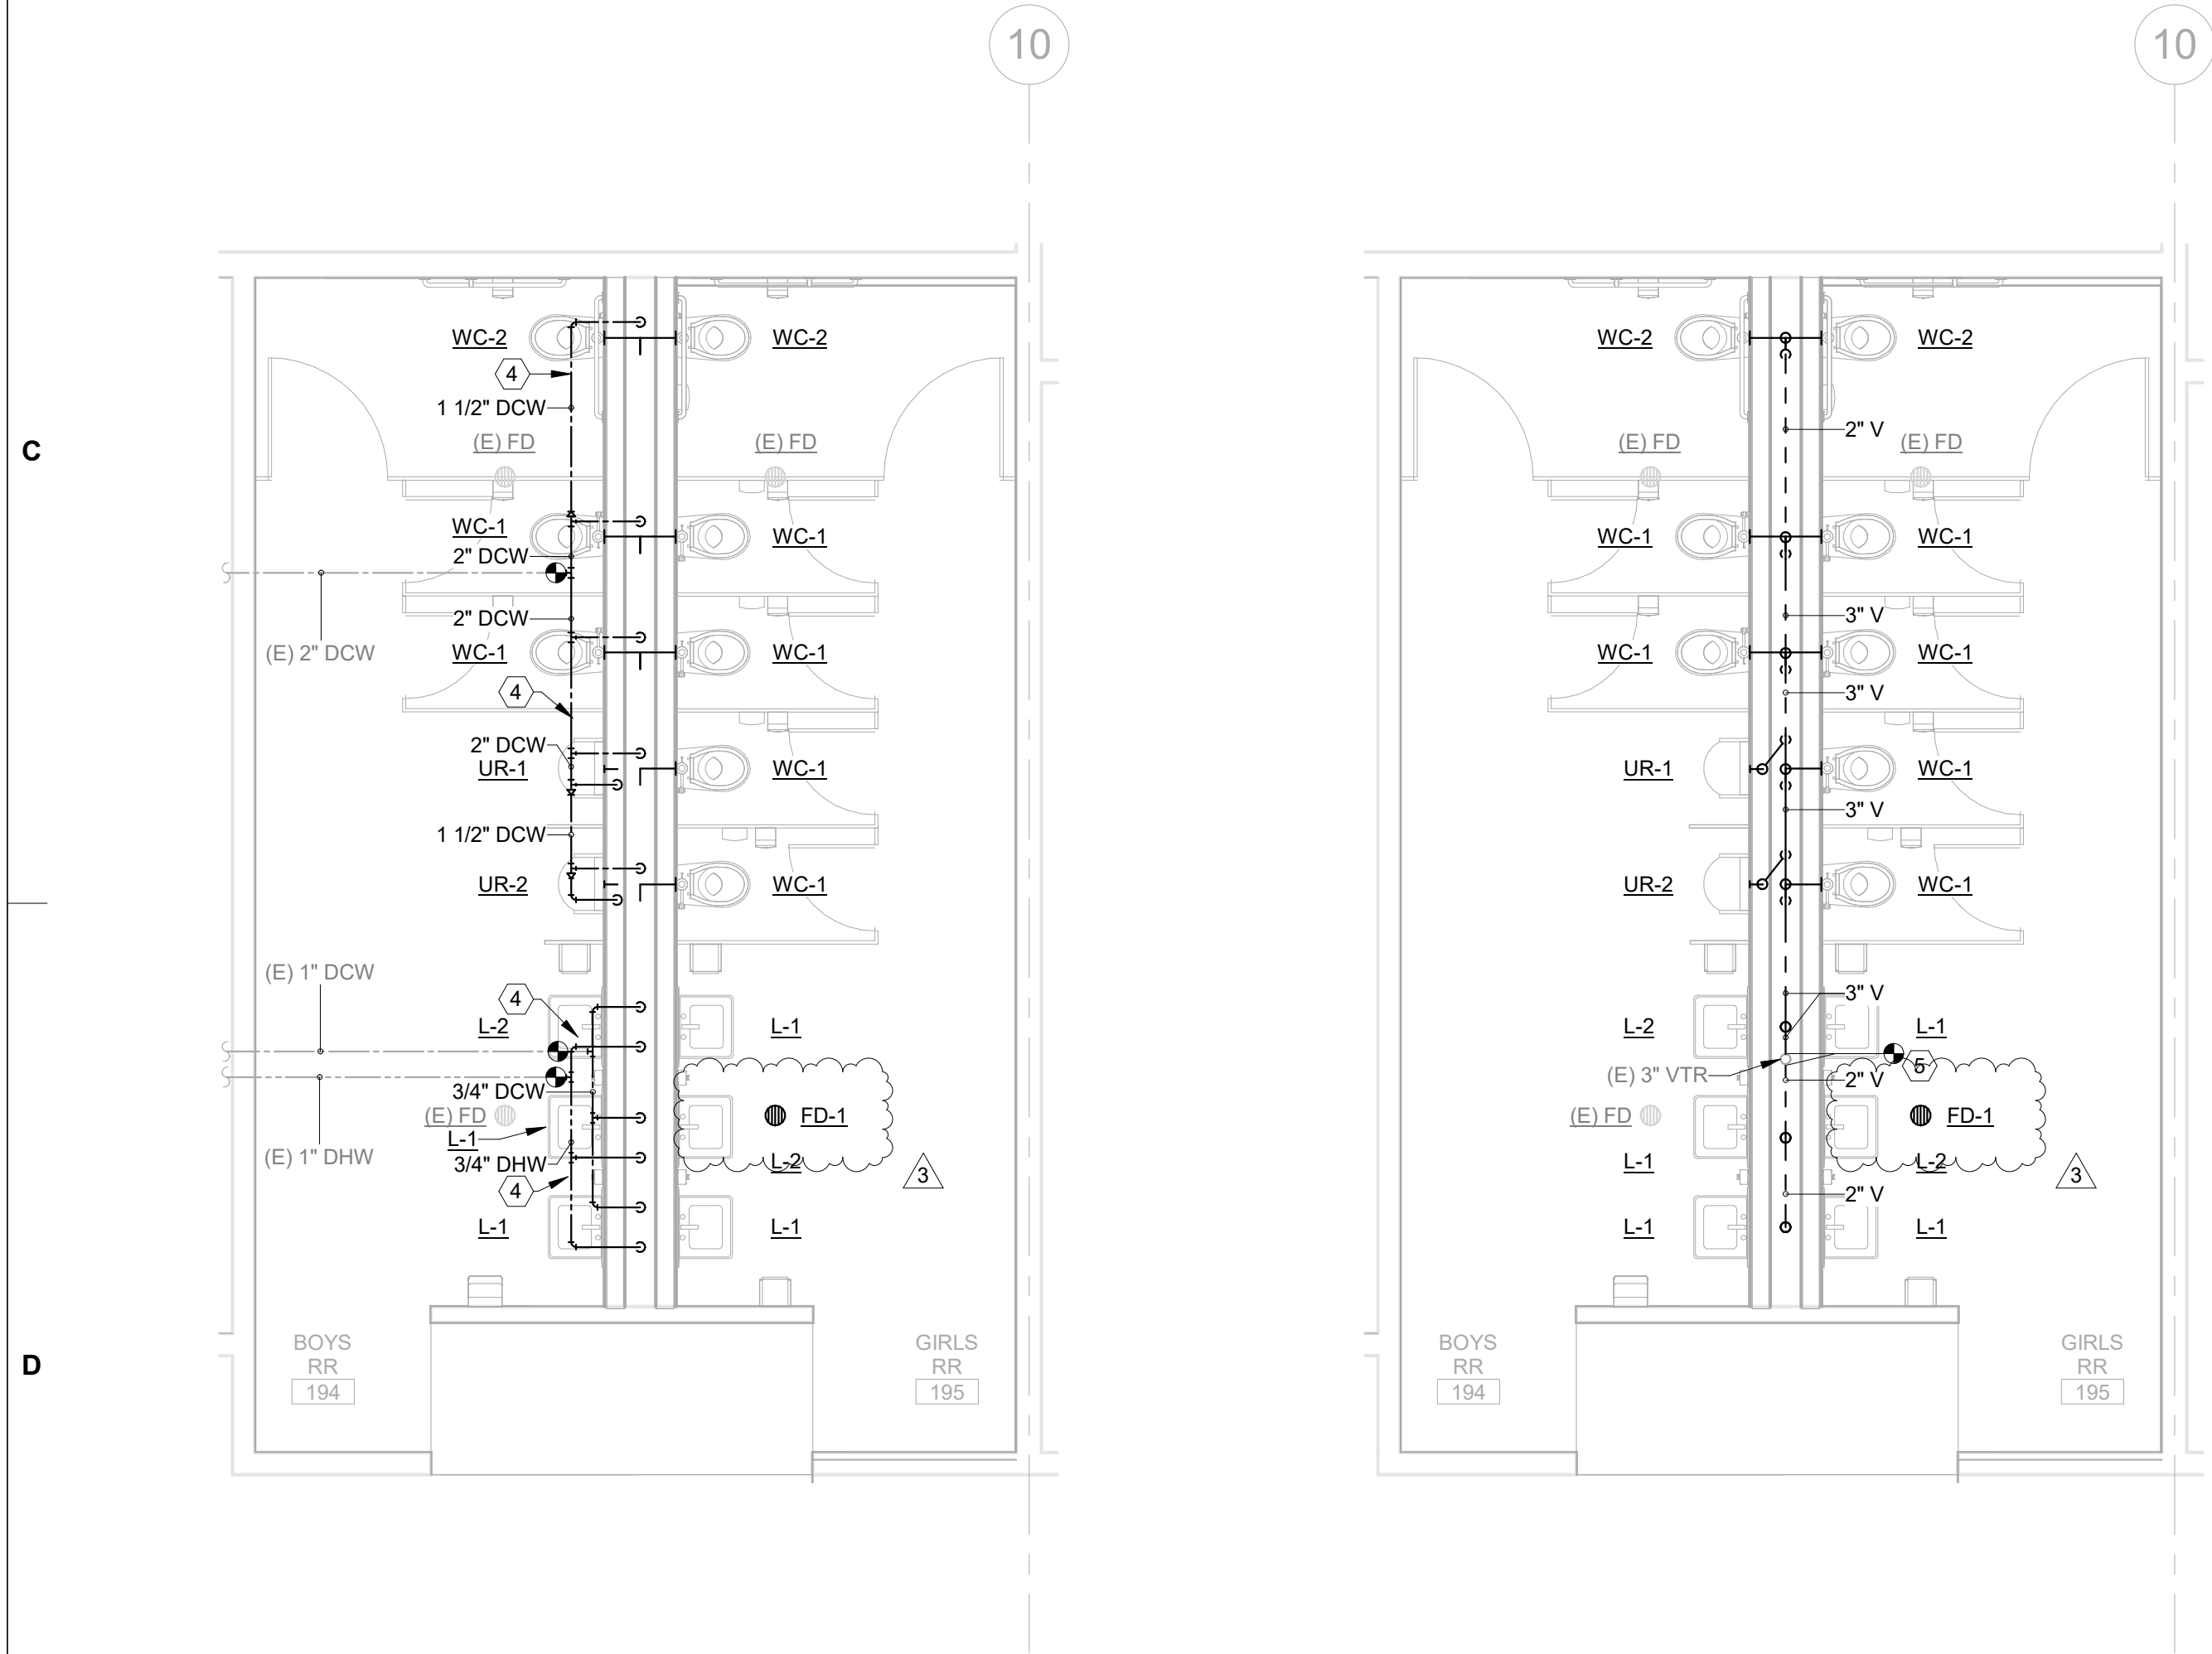 10
10
WC-2
WC-2
4
1 1/2" DCW
(E) FD
(E) FD
C
WC-1
WC-1
2" DCW
2" DCW
(E) 2" DCW
WC-1
WC-1
4
2" DCW
UR-1
WC-1
1 1/2" DCW
UR-2
WC-1
(E) 1" DCW
4
L-2
L-1
3/4" DCW
(E) FD
L-1
FD-1
(E) 1" DHW
3/4" DHW
L-2
3
4
L-1
L-1
BOYS
RR
194
GIRLS
RR
195
D
WC-2
WC-2
2" V
(E) FD
(E) FD
WC-1
WC-1
3" V
WC-1
WC-1
3" V
UR-1
WC-1
3" V
UR-2
WC-1
3" V
L-2
L-1
5
(E) 3" VTR
2" V
(E) FD
FD-1
L-1
L-2
3
2" V
L-1
L-1
BOYS
RR
194
GIRLS
RR
195